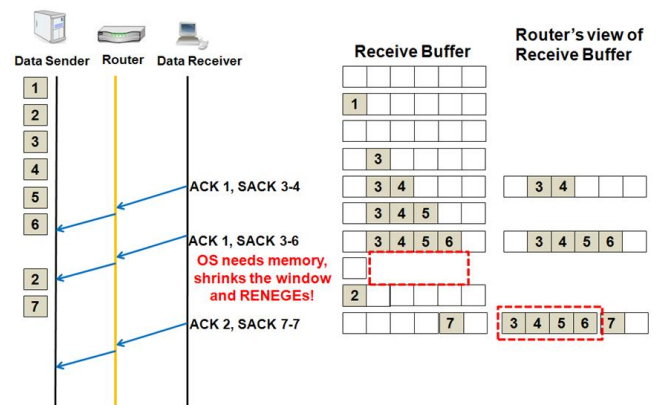 Data Sender
Router
Data Receiver
Receive Buffer
Router's view of
Receive Buffer
1
2
1
3
3
4
ACK 1, SACK 3-4
3 4
3 4
5
3 4 5
6
ACK 1, SACK 3-6
3 4 5 6
3 4 5 6
OS needs memory,
shrinks the window
and RENEGEs!
2
2
7
ACK 2, SACK 7-7
7
3 4 5 6 7